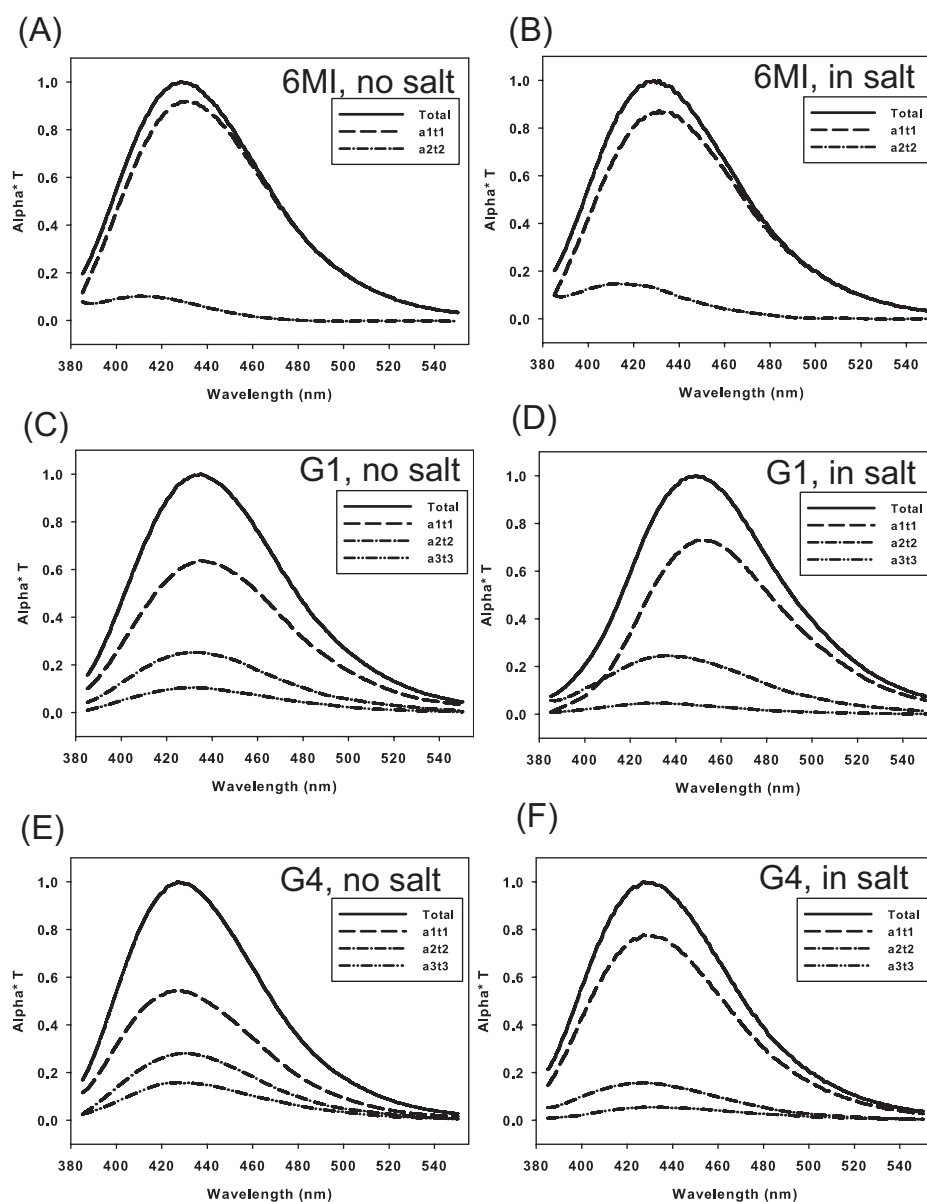 (A)
6MI, no salt
Total
a1t1
a2t2
Alpha* T
1.0
0.8
0.6
0.4
0.2
0.0
380 400 420 440 460 480 500 520 540
Wavelength (nm)
(B)
6MI, in salt
Total
a1t1
a2t2
Alpha* T
1.0
0.8
0.6
0.4
0.2
0.0
380 400 420 440 460 480 500 520 540
Wavelength (nm)
(C)
G1, no salt
Total
a1t1
a2t2
a3t3
Alpha* T
1.0
0.8
0.6
0.4
0.2
0.0
380 400 420 440 460 480 500 520 540
Wavelength (nm)
(D)
G1, in salt
Total
a1t1
a2t2
a3t3
Alpha* T
1.0
0.8
0.6
0.4
0.2
0.0
380 400 420 440 460 480 500 520 540
Wavelength (nm)
(E)
G4, no salt
Total
a1t1
a2t2
a3t3
Alpha* T
1.0
0.8
0.6
0.4
0.2
0.0
380 400 420 440 460 480 500 520 540
Wavelength (nm)
(F)
G4, in salt
Total
a1t1
a2t2
a3t3
Alpha* T
1.0
0.8
0.6
0.4
0.2
0.0
380 400 420 440 460 480 500 520 540
Wavelength (nm)